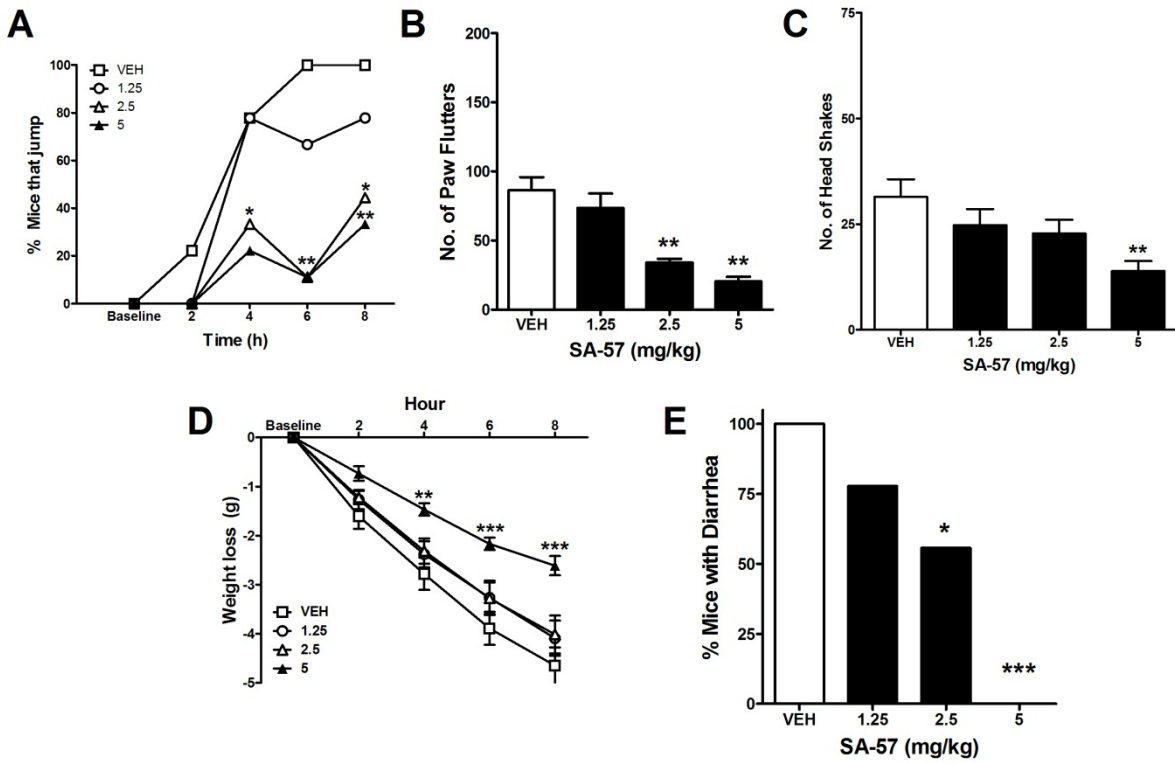 A
% Mice that jump
100
80
60
40
20
0
VEH
1.25
2.5
5
*
**
*
**
Baseline 2 4 6 8
Time (h)
B
No. of Paw Flutters
200
150
100
50
0
**
**
VEH 1.25 2.5 5
SA-57 (mg/kg)
C
No. of Head Shakes
75
50
25
0
**
VEH 1.25 2.5 5
SA-57 (mg/kg)
D
Hour
Baseline 2 4 6 8
Weight loss (g)
0
-1
-2
-3
-4
-5
**
***
***
VEH
1.25
2.5
5
E
% Mice with Diarrhea
100
75
50
25
0
*
***
VEH 1.25 2.5 5
SA-57 (mg/kg)